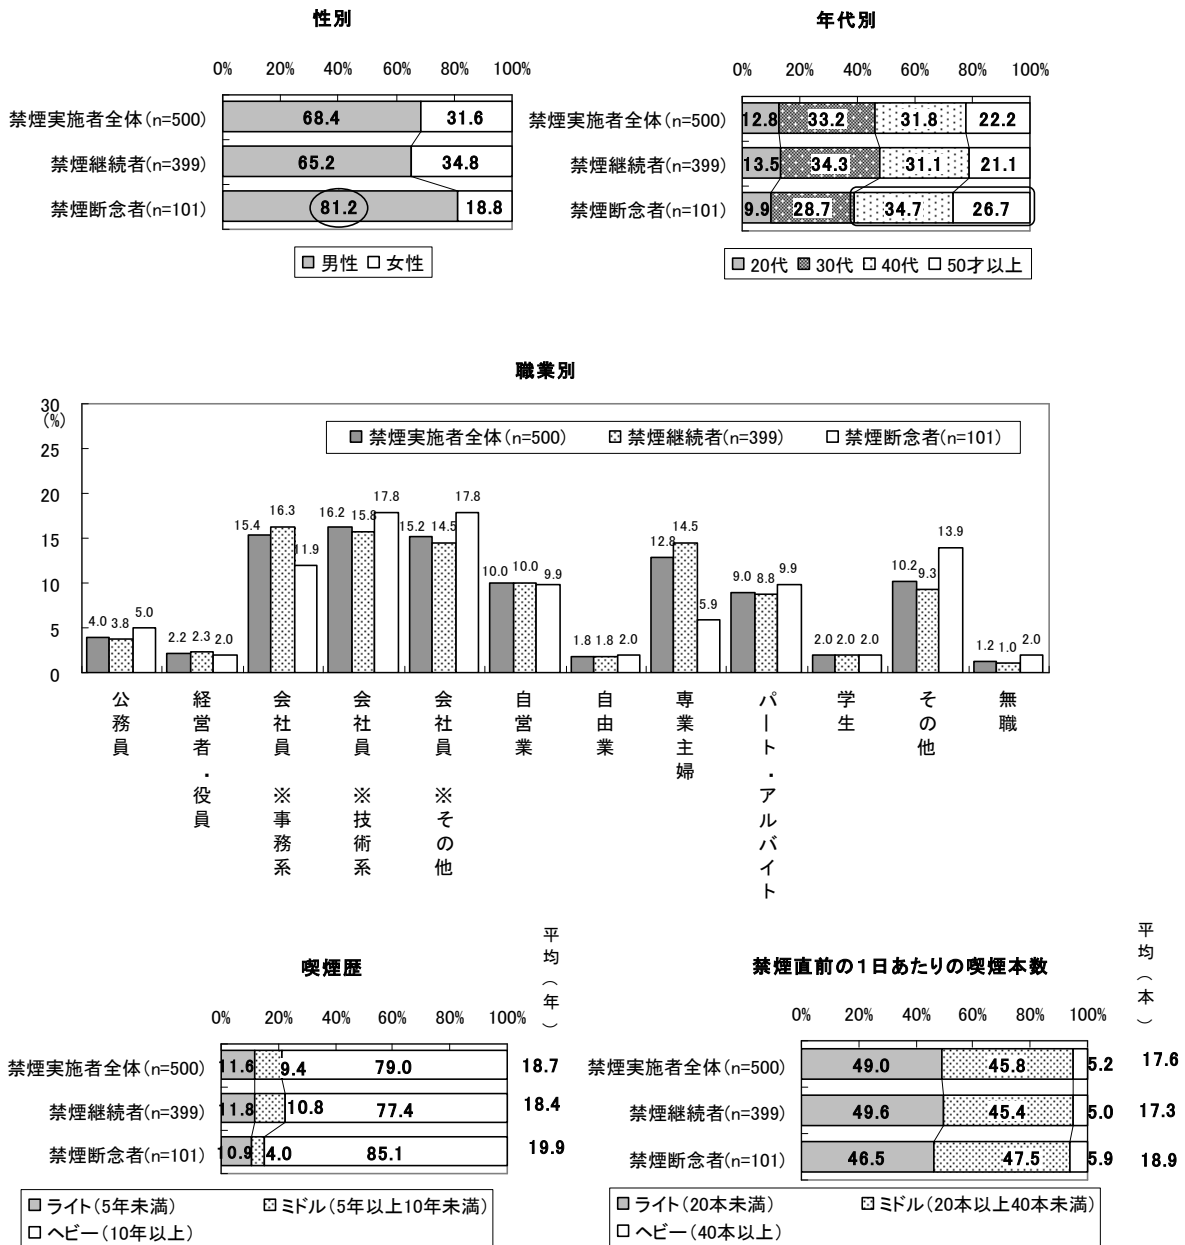 性別
0% 20% 40% 60% 80% 100%
禁煙実施者全体(n=500) 68.4 31.6
禁煙継続者(n=399) 65.2 34.8
禁煙断念者(n=101) 81.2 18.8
男性 女性
年代別
0% 20% 40% 60% 80% 100%
禁煙実施者全体(n=500) 12.8 33.2 31.8 22.2
禁煙継続者(n=399) 13.5 34.3 31.1 21.1
禁煙断念者(n=101) 9.9 28.7 34.7 26.7
20代 30代 40代 50才以上
職業別
(%)
30
25
20
15
10
5
0
禁煙実施者全体(n=500) 禁煙継続者(n=399) 禁煙断念者(n=101)
4.0 3.8 5.0
2.2 2.3 2.0
15.4 16.3 11.9
16.2 15.8 17.8
15.2 14.5 17.8
10.0 10.0 9.9
1.8 1.8 2.0
12.8 14.5 5.9
9.0 8.8 9.9
2.0 2.0 2.0
10.2 9.3 13.9
1.2 1.0 2.0
公務員
経営者・役員
会社員 ※事務系
会社員 ※技術系
会社員 ※その他
自営業
自由業
専業主婦
パート・アルバイト
学生
その他
無職
喫煙歴
平均(年)
0% 20% 40% 60% 80% 100%
禁煙実施者全体(n=500) 11.6 9.4 79.0 18.7
禁煙継続者(n=399) 11.8 10.8 77.4 18.4
禁煙断念者(n=101) 10.9 4.0 85.1 19.9
ライト(5年未満) ミドル(5年以上10年未満)
ヘビー(10年以上)
禁煙直前の1日あたりの喫煙本数
平均(本)
0% 20% 40% 60% 80% 100%
禁煙実施者全体(n=500) 49.0 45.8 5.2 17.6
禁煙継続者(n=399) 49.6 45.4 5.0 17.3
禁煙断念者(n=101) 46.5 47.5 5.9 18.9
ライト(20本未満) ミドル(20本以上40本未満)
ヘビー(40本以上)